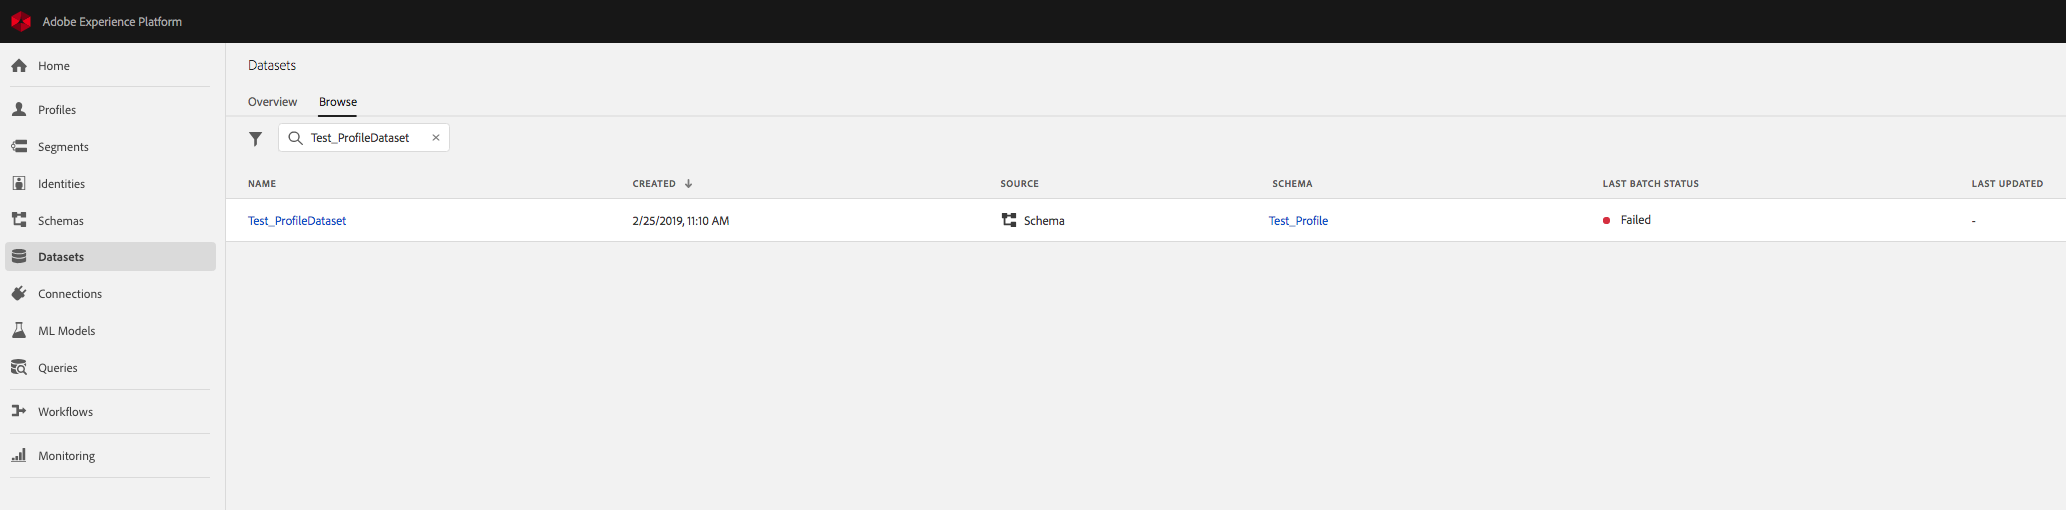 Adobe Experience Platform
Home
Profiles
Segments
Identities
Schemas
Datasets
Connections
ML Models
Queries
Workflows
Monitoring
Datasets
Overview Browse
Test_ProfileDataset ×
NAME CREATED ↓ SOURCE SCHEMA LAST BATCH STATUS LAST UPDATED
Test_ProfileDataset 2/25/2019, 11:10 AM Schema Test_Profile Failed -